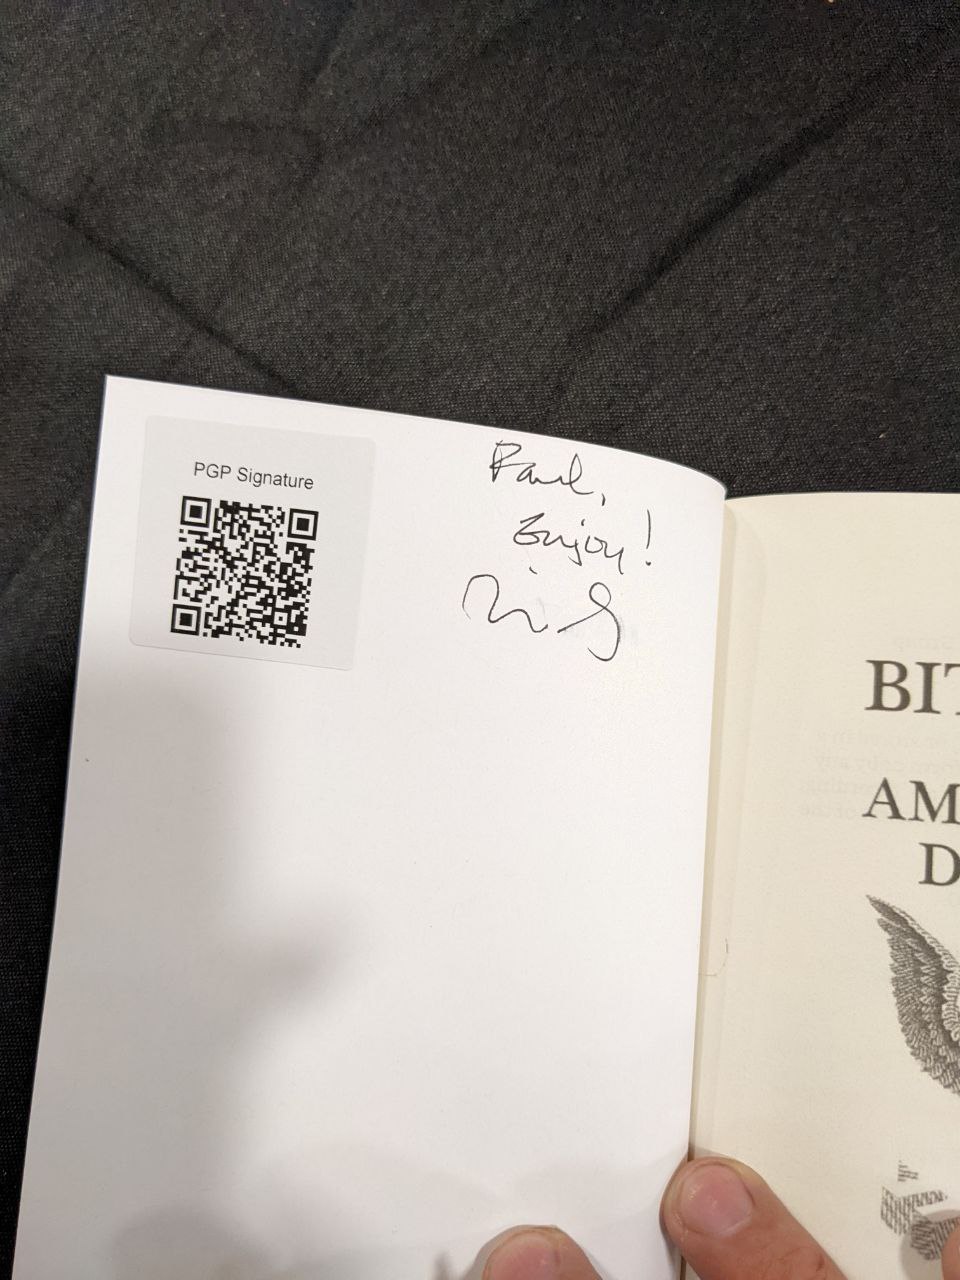 PGP Signature
Paul,
Enjoy!
BIT
AM
D